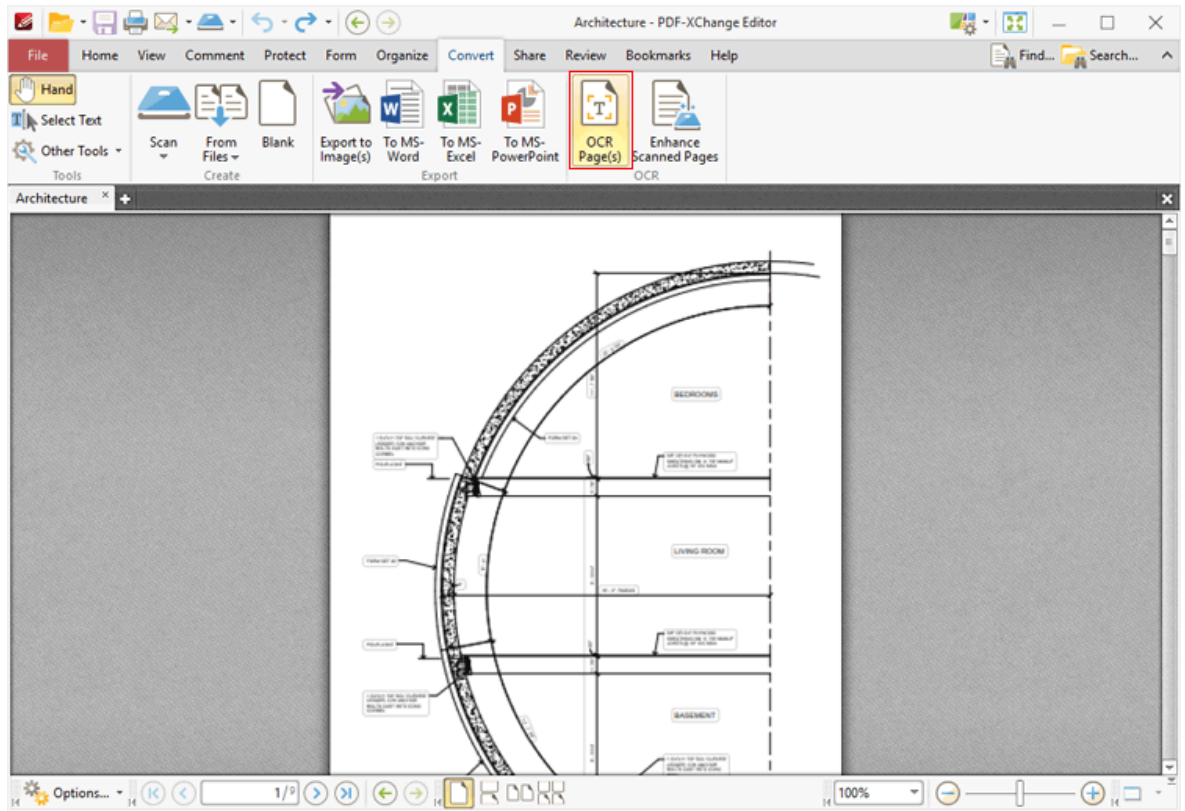 Architecture - PDF-XChange Editor
File Home View Comment Protect Form Organize Convert Share Review Bookmarks Help Find... Search...
Hand
Select Text
Other Tools
Tools
Scan
From Files
Blank
Create
Export to Image(s)
To MS-Word
To MS-Excel
To MS-PowerPoint
Export
OCR Page(s)
Enhance Scanned Pages
OCR
Architecture
BEDROOMS
LIVING ROOM
BASEMENT
Options...
1/9
100%